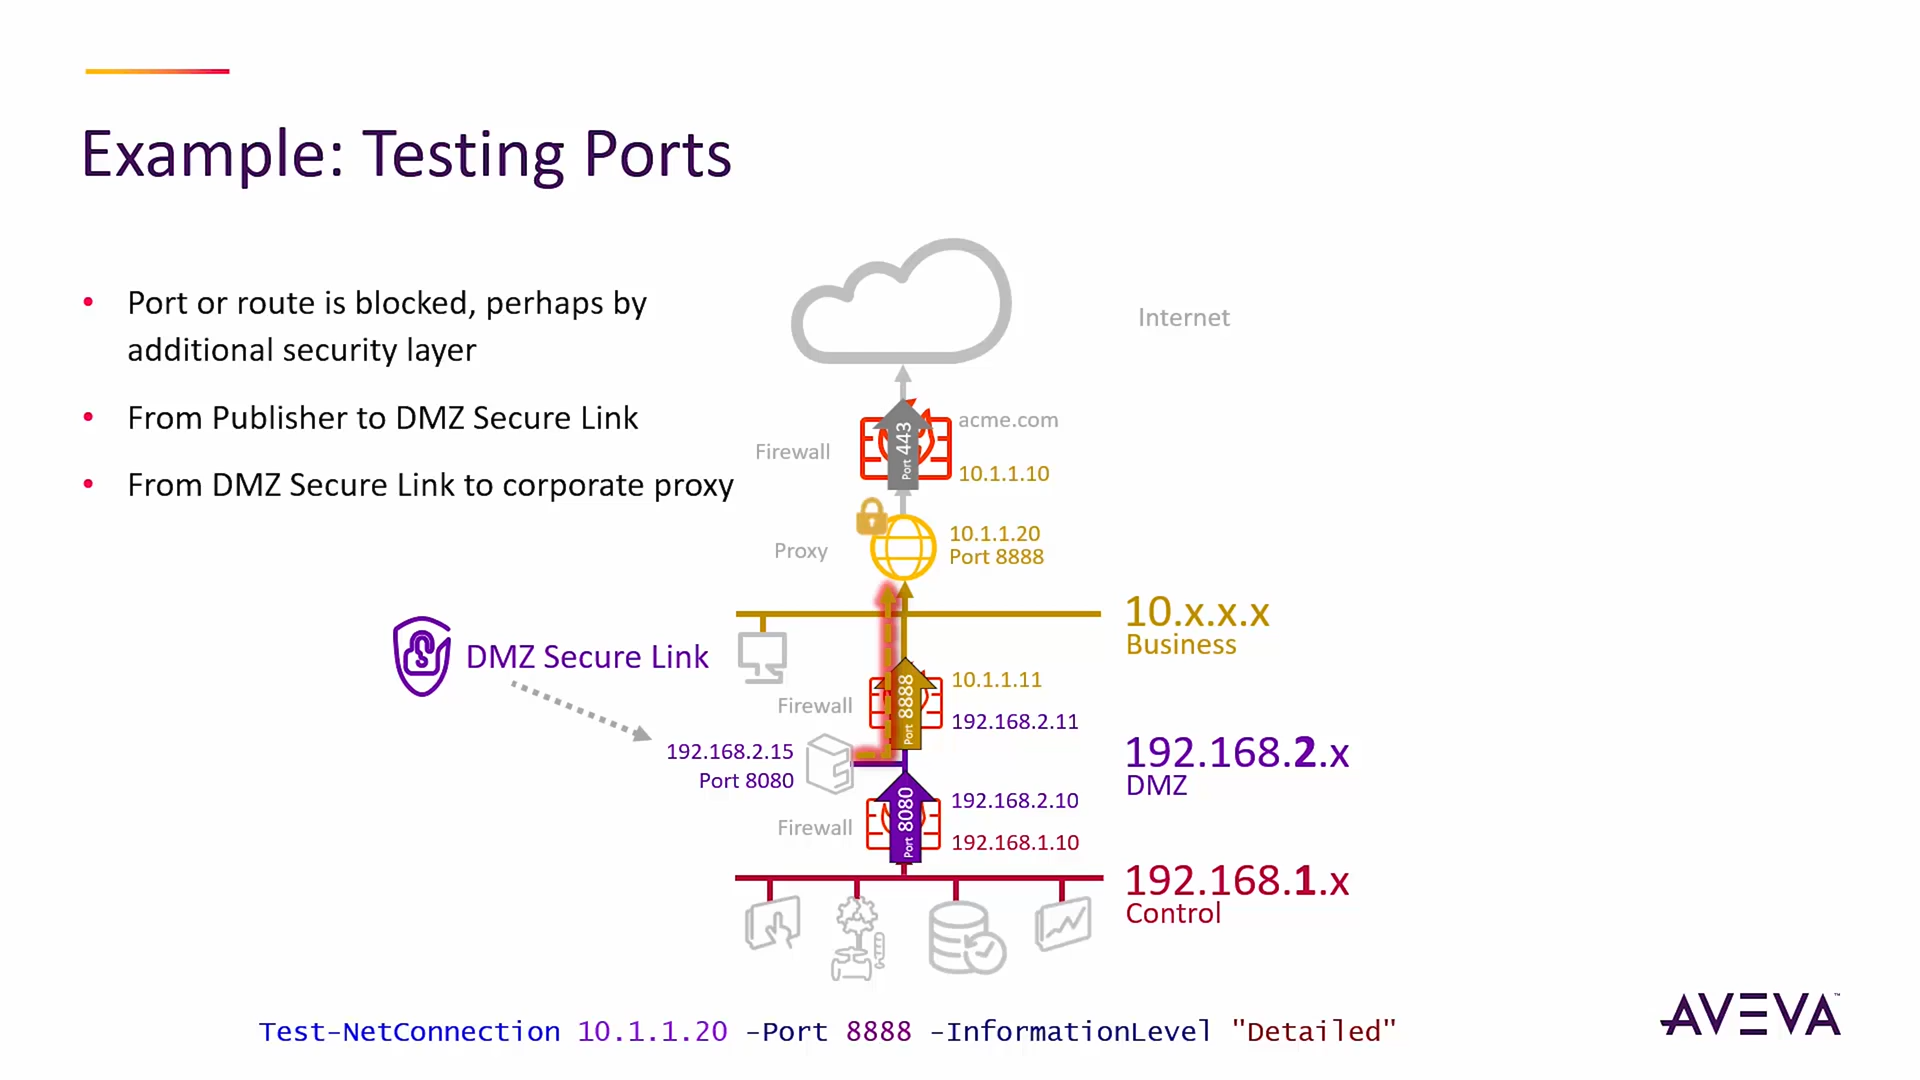 Example: Testing Ports
• Port or route is blocked, perhaps by
additional security layer
• From Publisher to DMZ Secure Link
• From DMZ Secure Link to corporate proxy
Internet
acme.com
Firewall
Port 443
10.1.1.10
Proxy
10.1.1.20
Port 8888
10.x.x.x
Business
DMZ Secure Link
10.1.1.11
Firewall
Port 8888
192.168.2.11
192.168.2.15
Port 8080
192.168.2.x
DMZ
192.168.2.10
Firewall
Port 8080
192.168.1.10
192.168.1.x
Control
Test-NetConnection 10.1.1.20 -Port 8888 -InformationLevel "Detailed"
AVEVA™